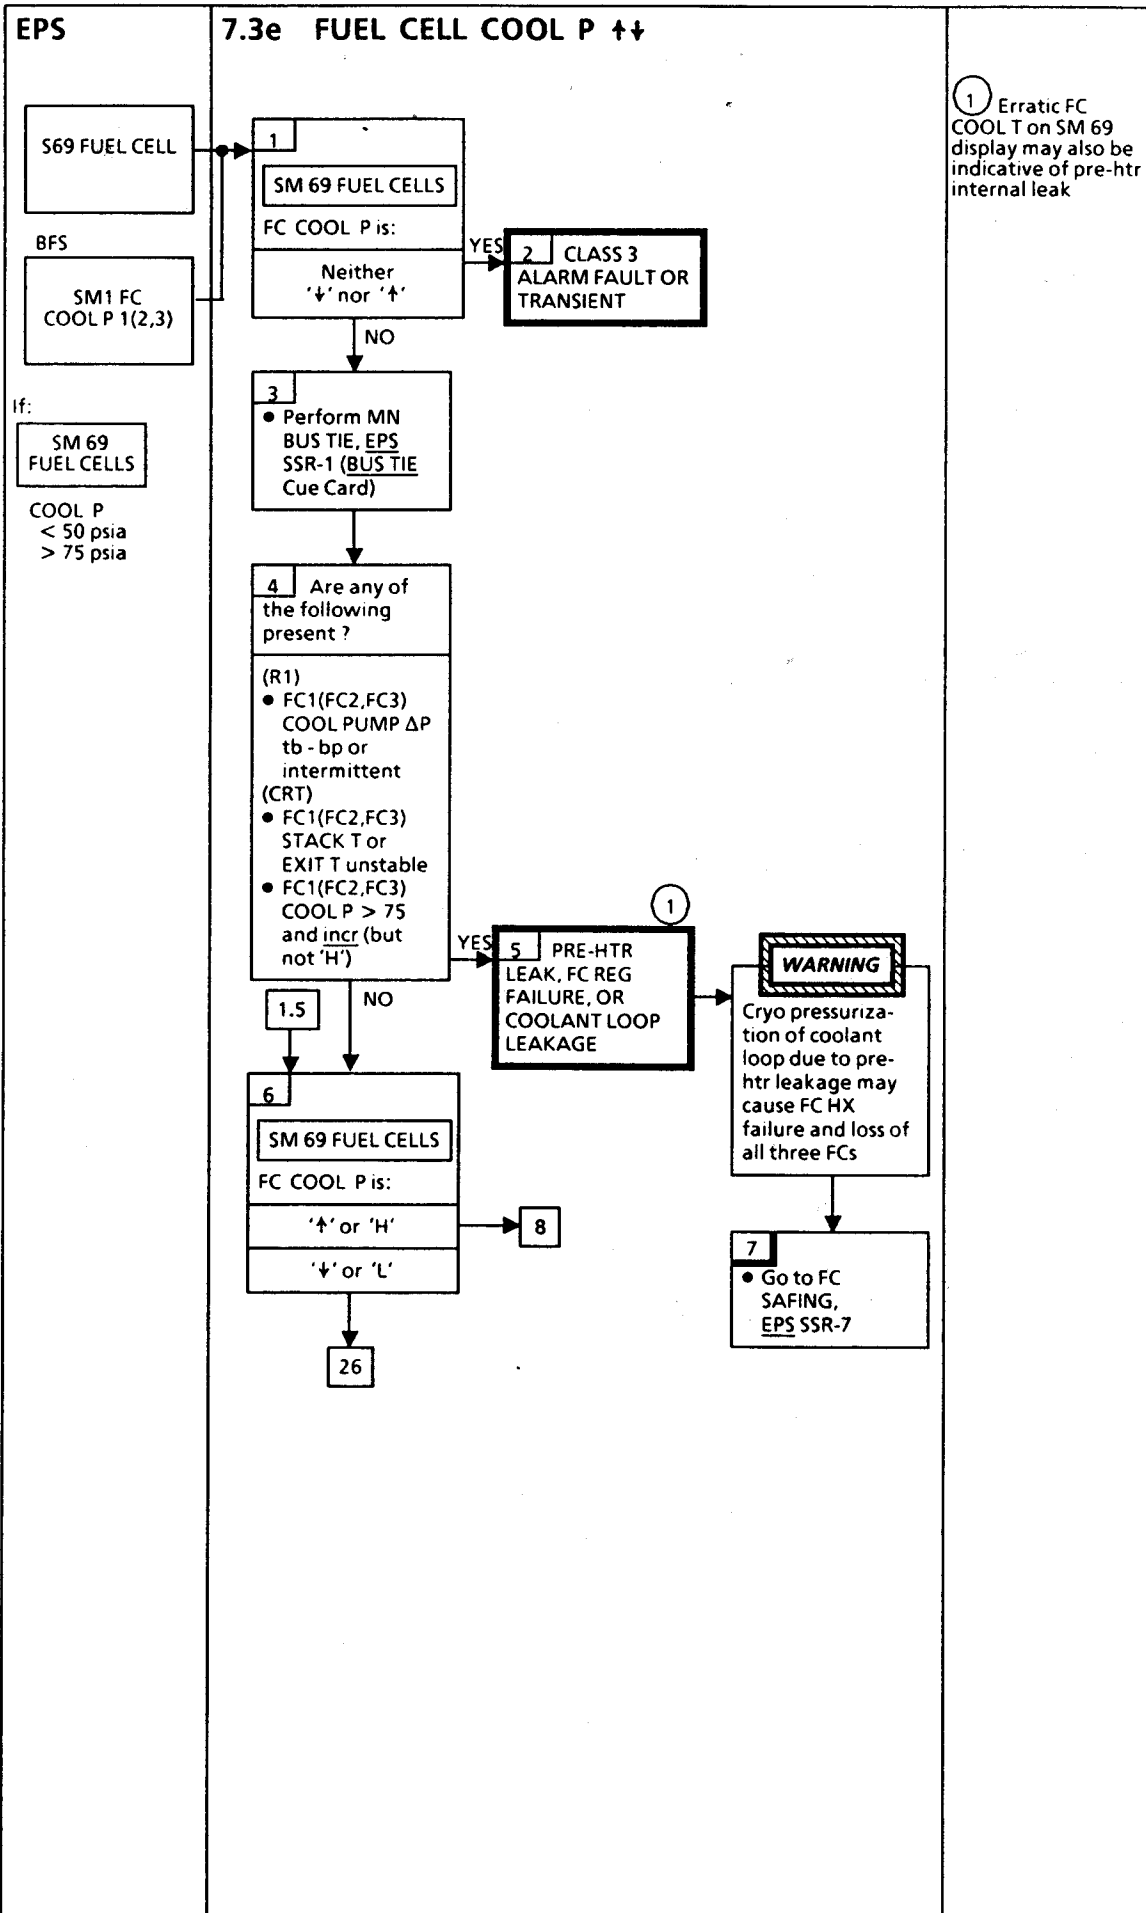 EPS
7.3e FUEL CELL COOL P ↑↓
S69 FUEL CELL
BFS
SM1 FC
COOL P 1(2,3)
If:
SM 69
FUEL CELLS
COOL P
< 50 psia
> 75 psia
1
SM 69 FUEL CELLS
FC COOL P is:
Neither
'↓' nor '↑'
YES
2 CLASS 3
ALARM FAULT OR
TRANSIENT
NO
3
● Perform MN
BUS TIE, EPS
SSR-1 (BUS TIE
Cue Card)
4 Are any of
the following
present ?
(R1)
● FC1(FC2,FC3)
COOL PUMP ΔP
tb - bp or
intermittent
(CRT)
● FC1(FC2,FC3)
STACK T or
EXIT T unstable
● FC1(FC2,FC3)
COOL P > 75
and incr (but
not 'H')
YES
1
5 PRE-HTR
LEAK, FC REG
FAILURE, OR
COOLANT LOOP
LEAKAGE
WARNING
Cryo pressuriza-
tion of coolant
loop due to pre-
htr leakage may
cause FC HX
failure and loss of
all three FCs
7
● Go to FC
SAFING,
EPS SSR-7
NO
1.5
6
SM 69 FUEL CELLS
FC COOL P is:
'↑' or 'H'
8
'↓' or 'L'
26
1 Erratic FC
COOL T on SM 69
display may also be
indicative of pre-htr
internal leak